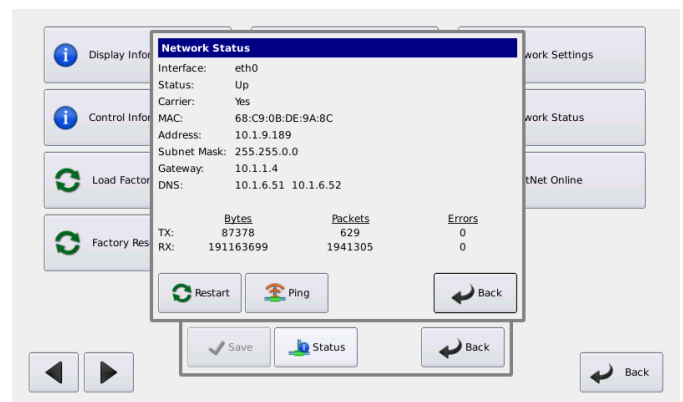 Display Infor
work Settings
Control Infor
work Status
Load Factor
tNet Online
Factory Res
Network Status
Interface: eth0
Status: Up
Carrier: Yes
MAC: 68:C9:0B:DE:9A:8C
Address: 10.1.9.189
Subnet Mask: 255.255.0.0
Gateway: 10.1.1.4
DNS: 10.1.6.51 10.1.6.52
Bytes Packets Errors
TX: 87378 629 0
RX: 191163699 1941305 0
Restart Ping Back
Save Status Back
Back